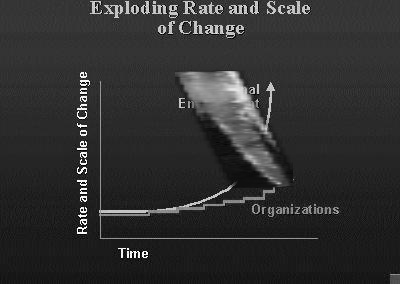 Exploding Rate and Scale
of Change
Rate and Scale of Change
Organizations
Time